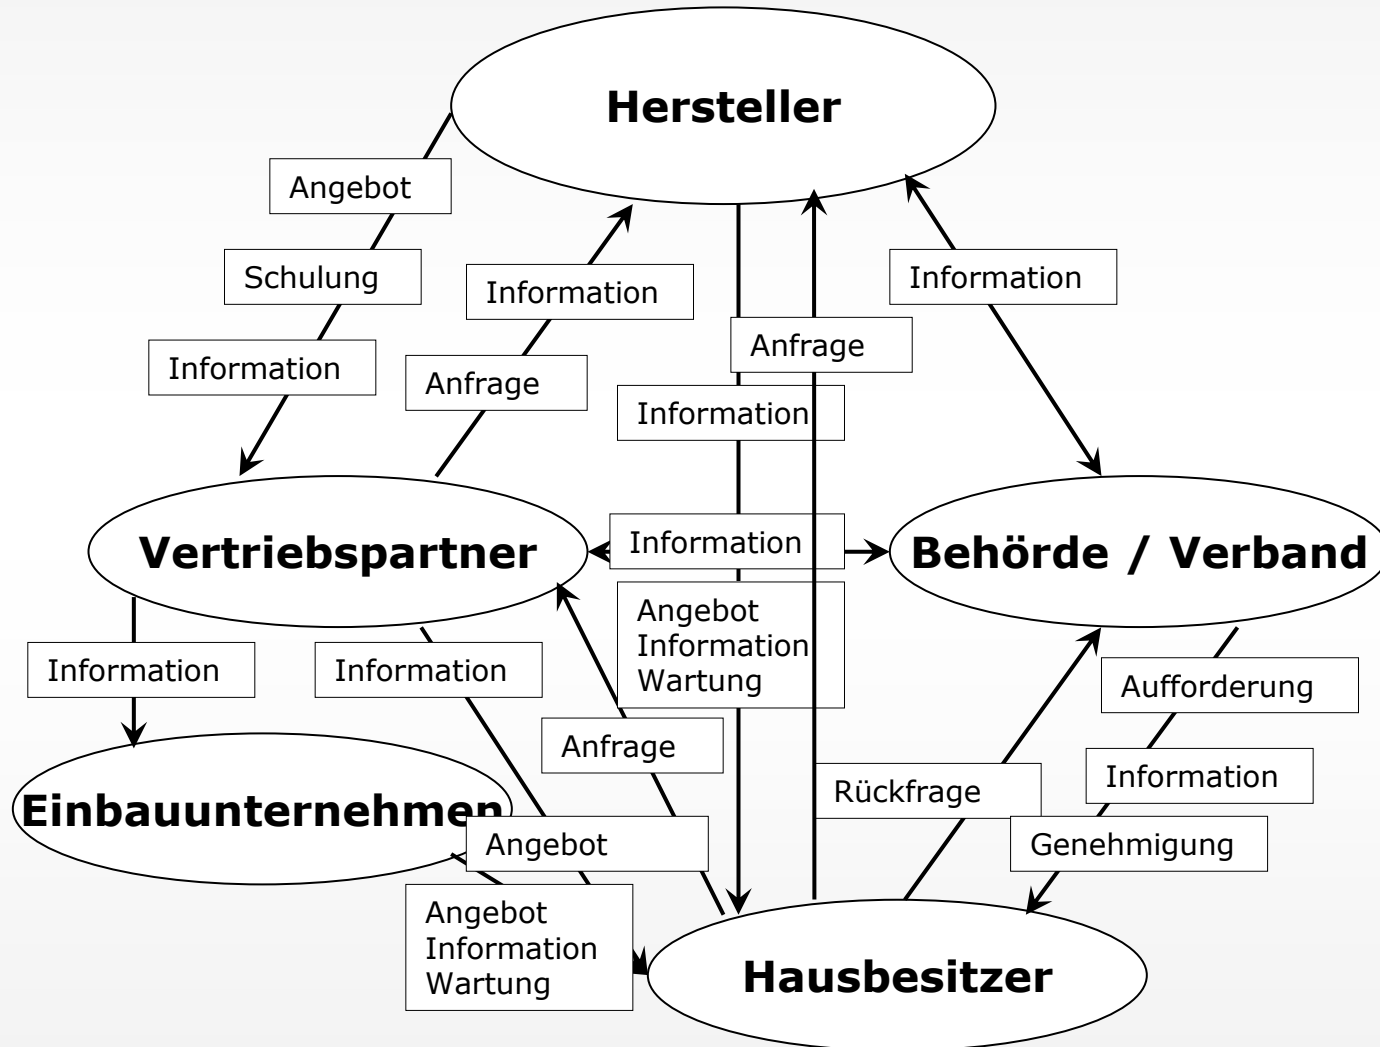 Hersteller
Angebot
Schulung
Information
Information
Anfrage
Anfrage
Information
Information
Vertriebspartner
Information
Behörde / Verband
Angebot
Information
Wartung
Information
Information
Anfrage
Aufforderung
Information
Genehmigung
Rückfrage
Einbauunternehmen
Angebot
Angebot
Information
Wartung
Hausbesitzer